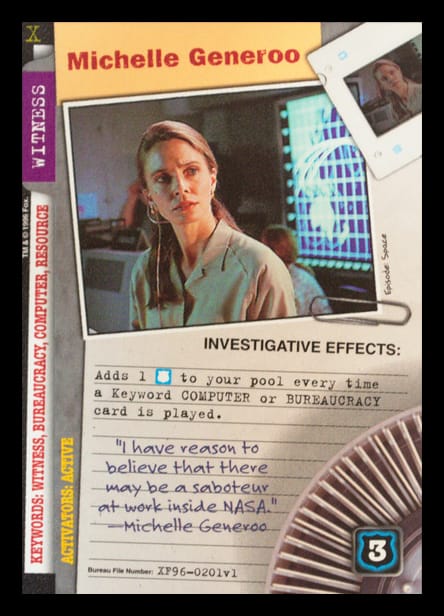 X
Michelle Generoo
WITNESS
TM & © 1996 Fox.
KEYWORDS: WITNESS, BUREAUCRACY, COMPUTER, RESOURCE
ACTIVATORS: ACTIVE
Episode: Space
INVESTIGATIVE EFFECTS:
Adds 1 to your pool every time
a Keyword COMPUTER or BUREAUCRACY
card is played.
"I have reason to
believe that there
may be a saboteur
at work inside NASA."
—Michelle Generoo
3
Bureau File Number: XF96-0201v1